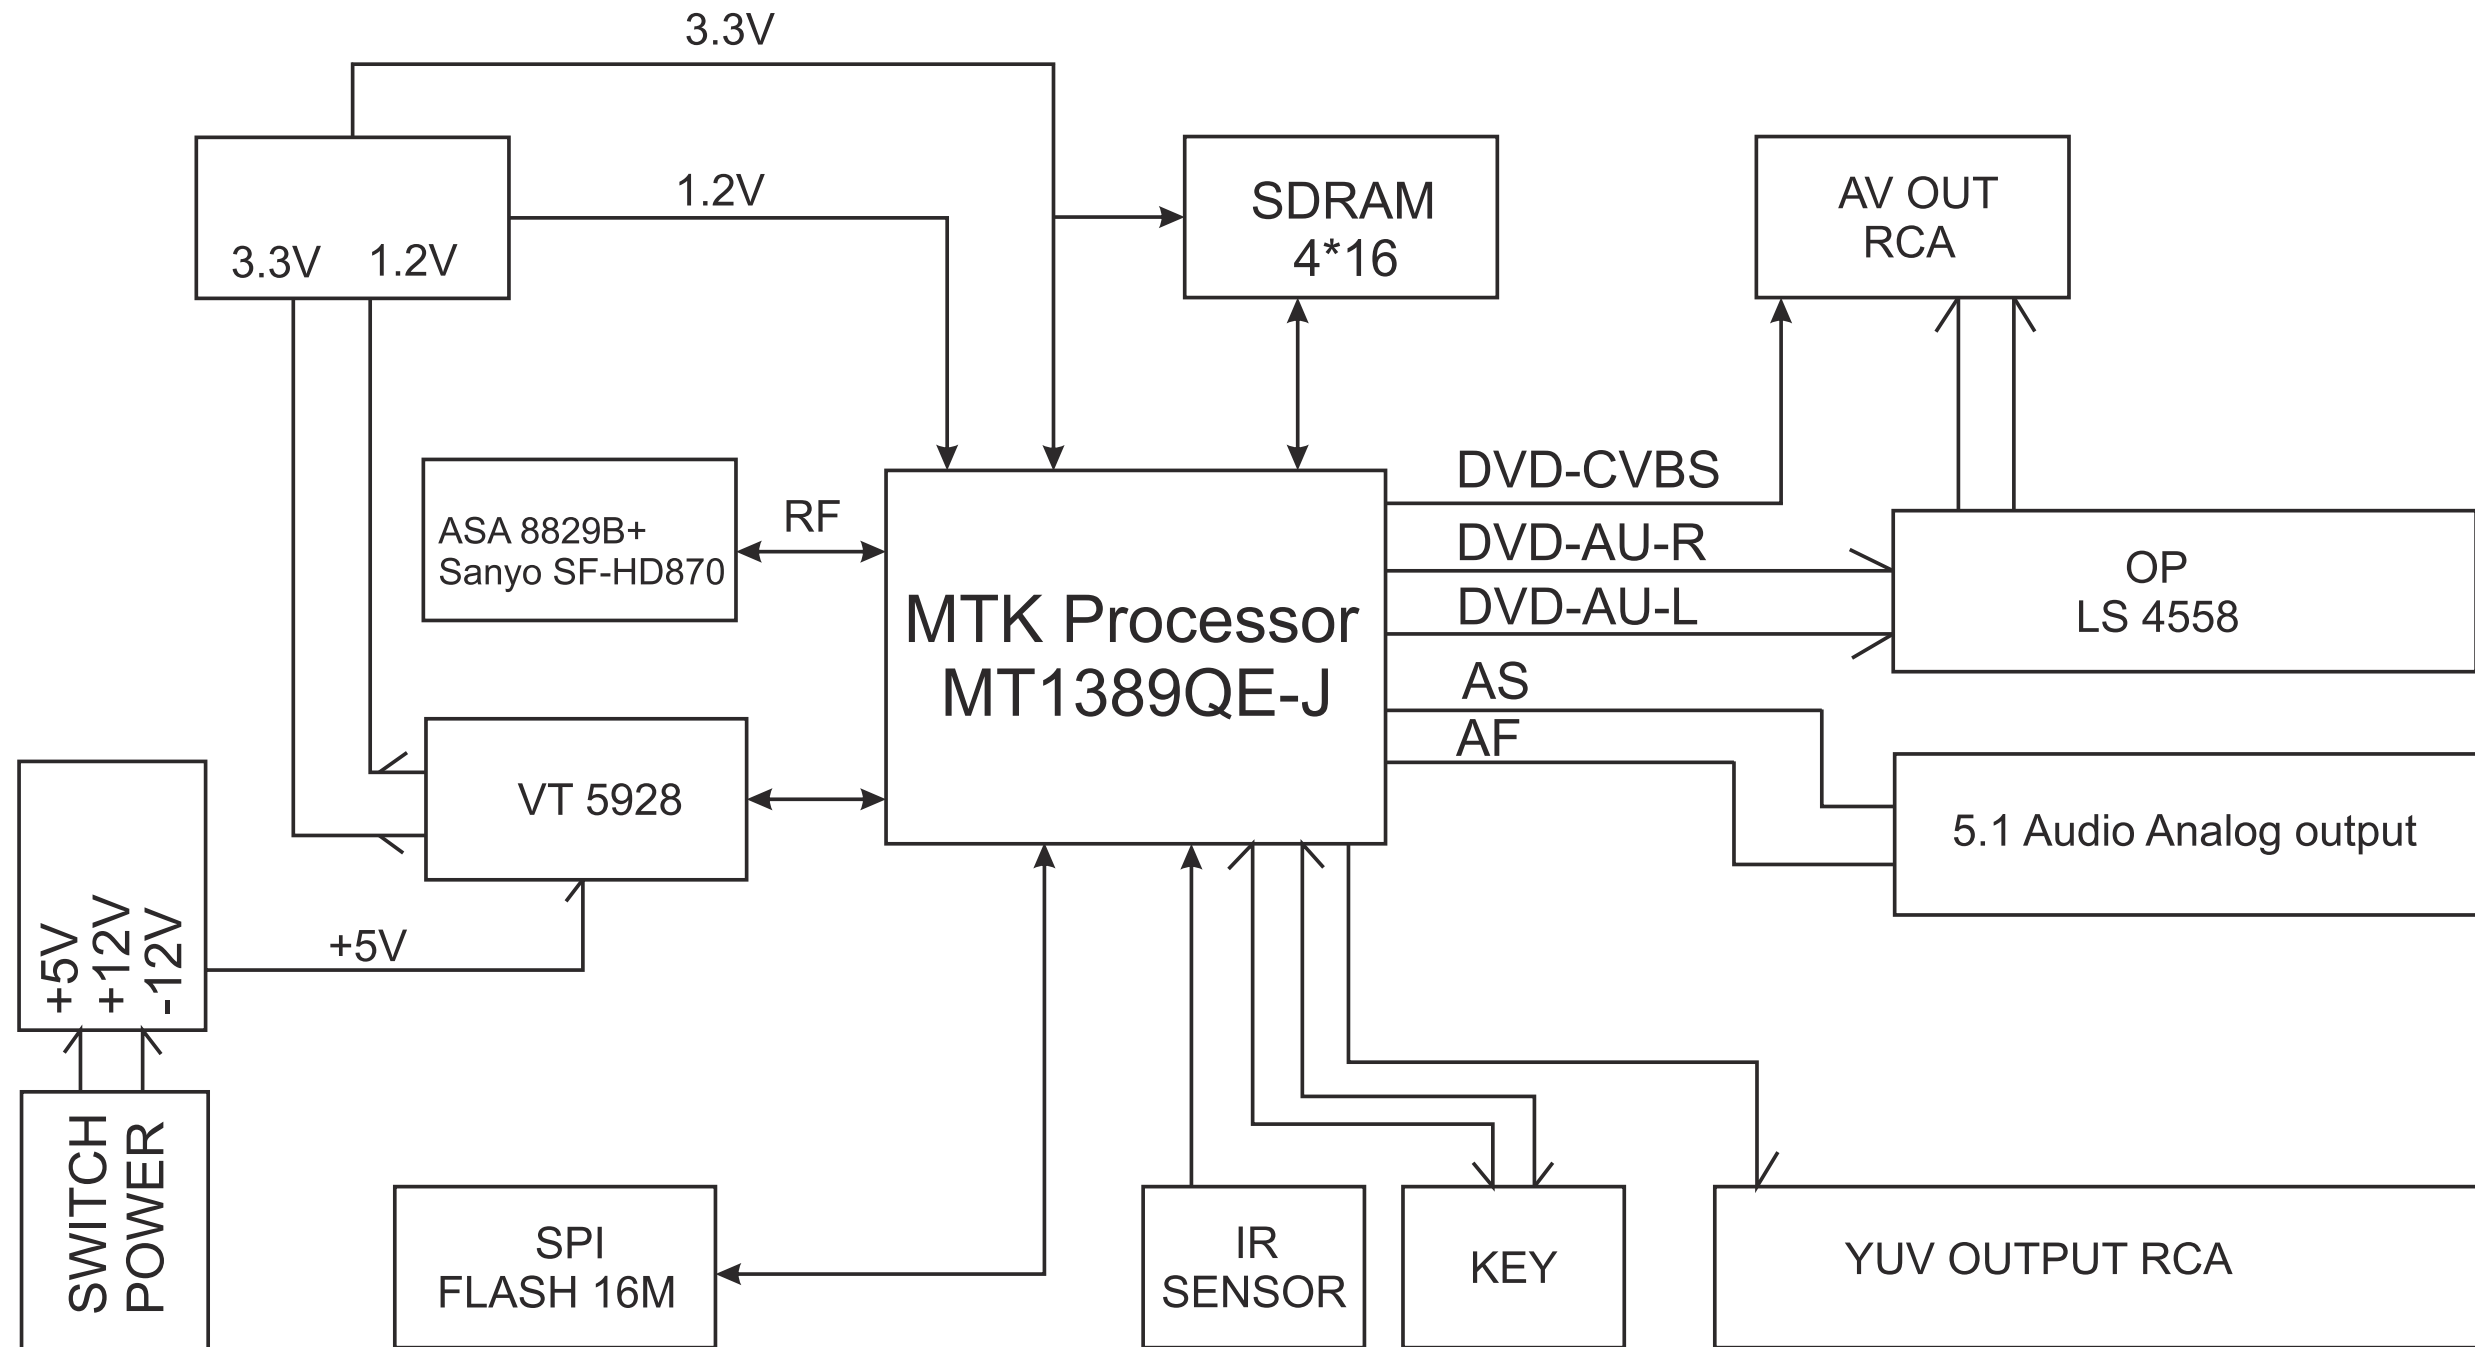 3.3V
1.2V
3.3V
1.2V
SDRAM
4*16
AV OUT
RCA
ASA 8829B+
Sanyo SF-HD870
RF
MTK Processor
MT1389QE-J
DVD-CVBS
DVD-AU-R
DVD-AU-L
AS
AF
OP
LS 4558
5.1 Audio Analog output
VT 5928
+5V
+12V
-12V
+5V
SWITCH
POWER
SPI
FLASH 16M
IR
SENSOR
KEY
YUV OUTPUT RCA